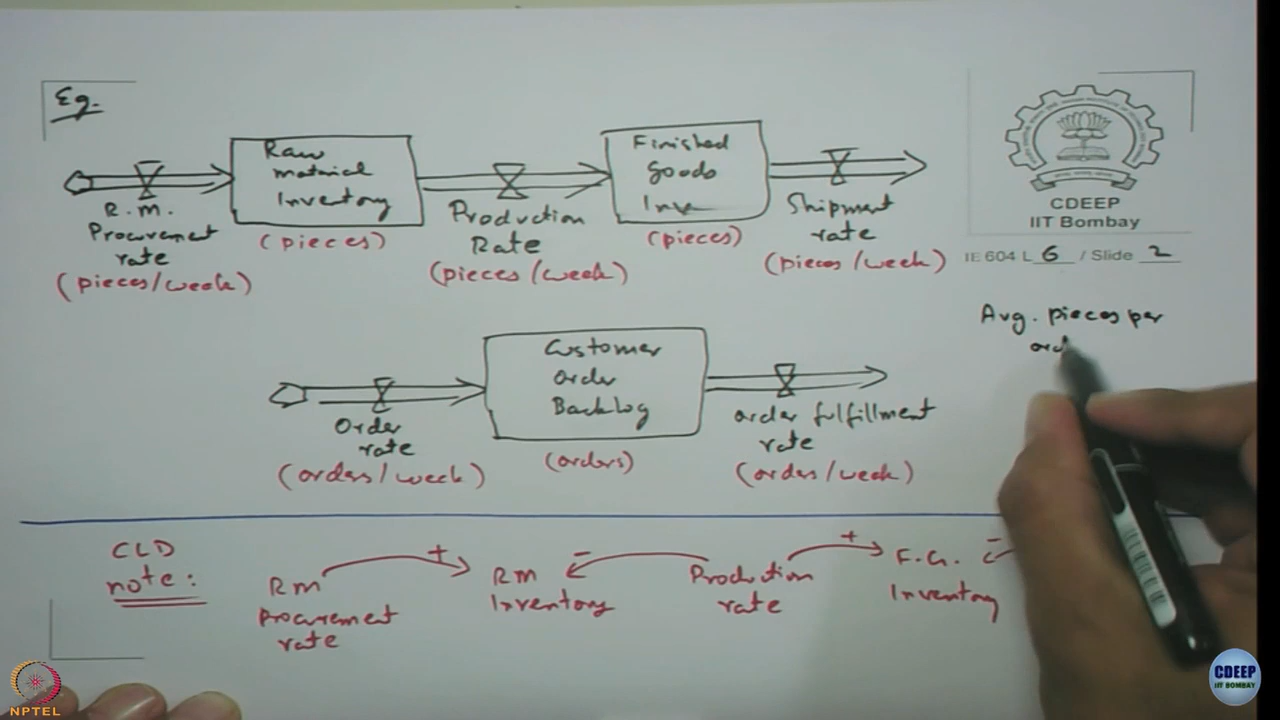 Eg.
Raw
material
Inventory
(pieces)
R.M.
Procurement
rate
(pieces/week)
Production
Rate
(pieces/week)
Finished
Goods
Inv
(pieces)
Shipment
rate
(pieces/week)
CDEEP
IIT Bombay
IE 604 L 6 / Slide 2
Avg. pieces per
Customer
order
Backlog
(orders)
Order
rate
(orders/week)
order fulfillment
rate
(orders/week)
CLD
note:
RM
Procurement
rate
+
RM
Inventory
-
Production
rate
+
F.G.
Inventory
-
NPTEL
CDEEP
IIT BOMBAY